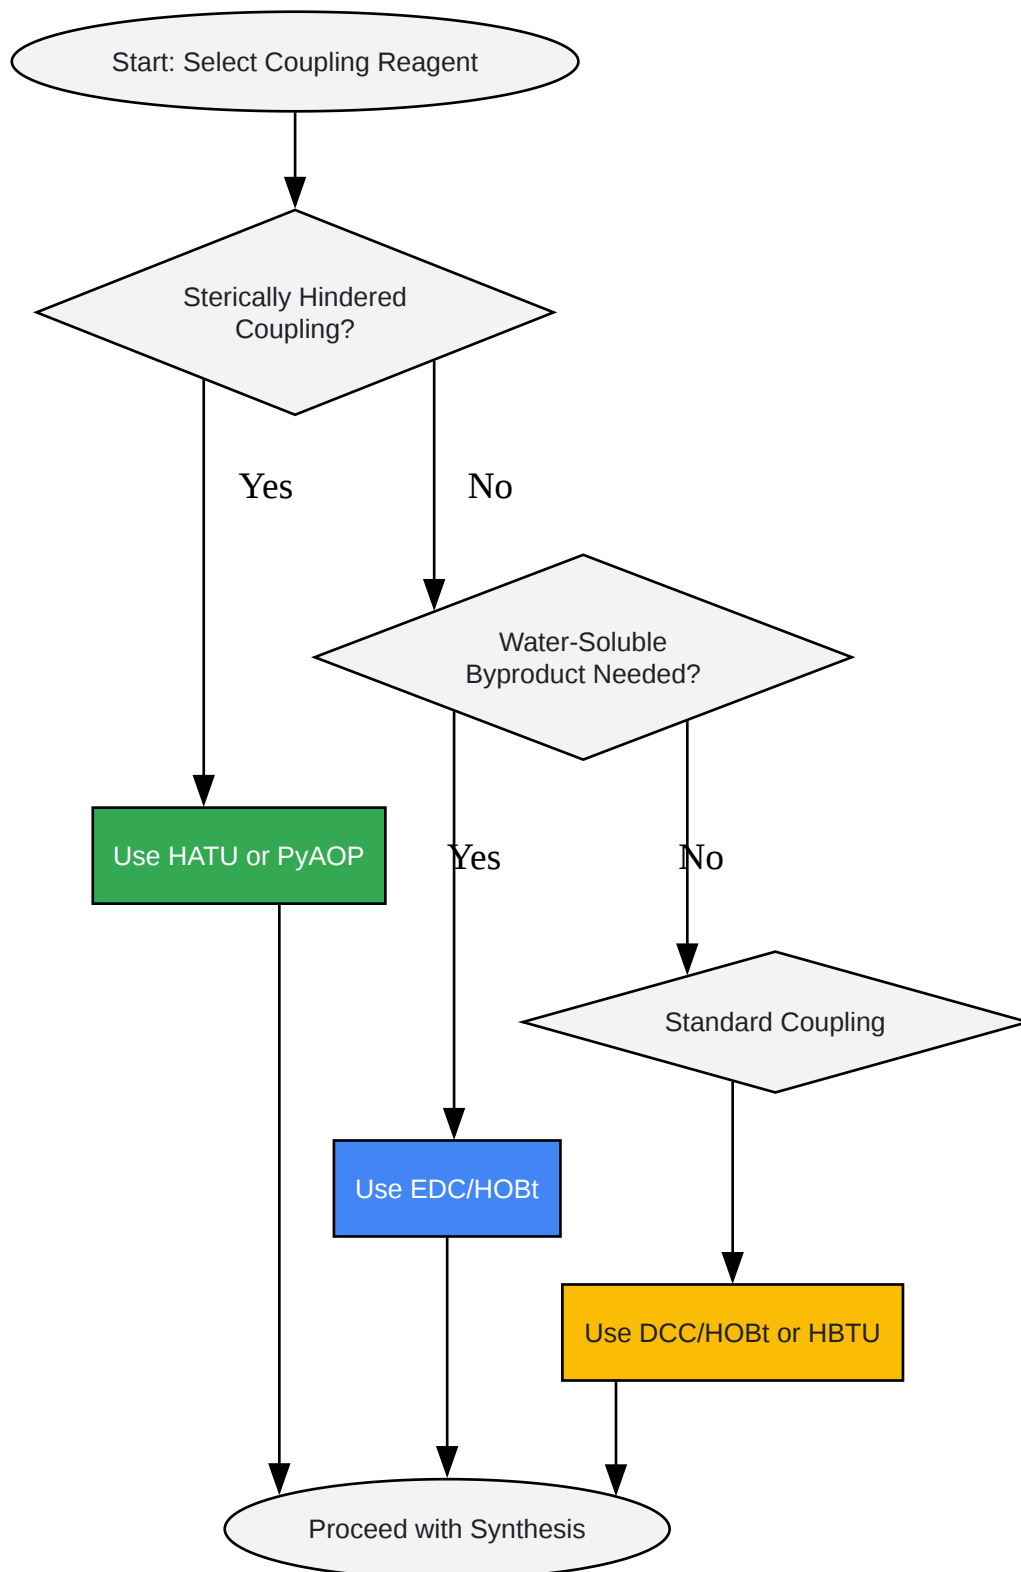 Start: Select Coupling Reagent
Sterically Hindered
Coupling?
Yes
No
Water-Soluble
Byproduct Needed?
Use HATU or PyAOP
Yes
No
Standard Coupling
Use EDC/HOBt
Use DCC/HOBt or HBTU
Proceed with Synthesis